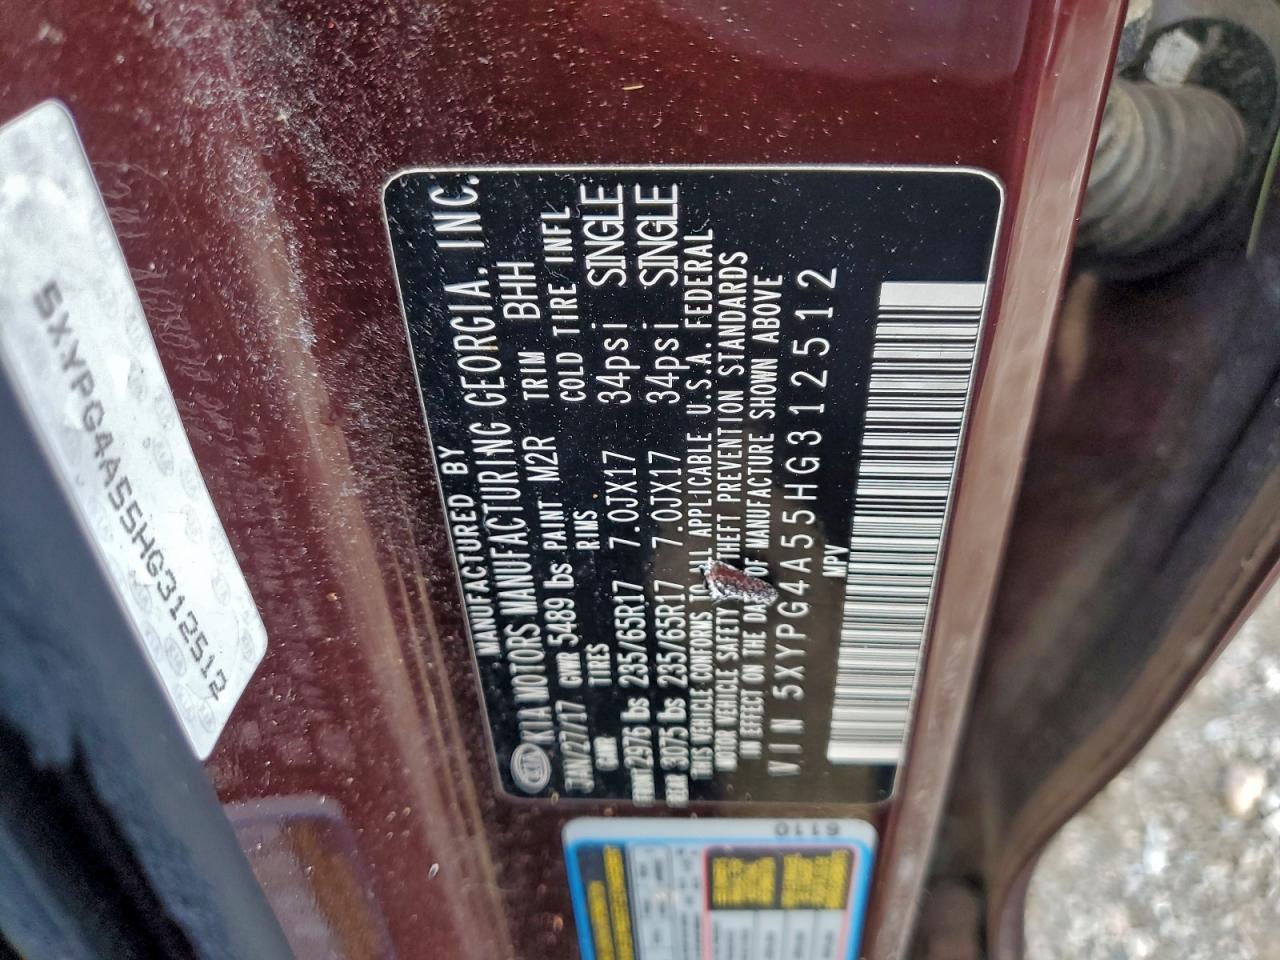 5XYPG4A55HG312512
KIA
MANUFACTURED BY
KIA MOTORS MANUFACTURING GEORGIA, INC.
JAN/27/17 GVWR 5489 lbs PAINT M2R TRIM BHH
GAWR TIRES RIMS COLD TIRE INFL
FRONT 2976 lbs 235/65R17 7.0JX17 34psi SINGLE
REAR 3075 lbs 235/65R17 7.0JX17 34psi SINGLE
THIS VEHICLE CONFORMS TO ALL APPLICABLE U.S.A. FEDERAL
MOTOR VEHICLE SAFETY THEFT PREVENTION STANDARDS
IN EFFECT ON THE DATE OF MANUFACTURE SHOWN ABOVE
VIN 5XYPG4A55HG312512
MPV
6110